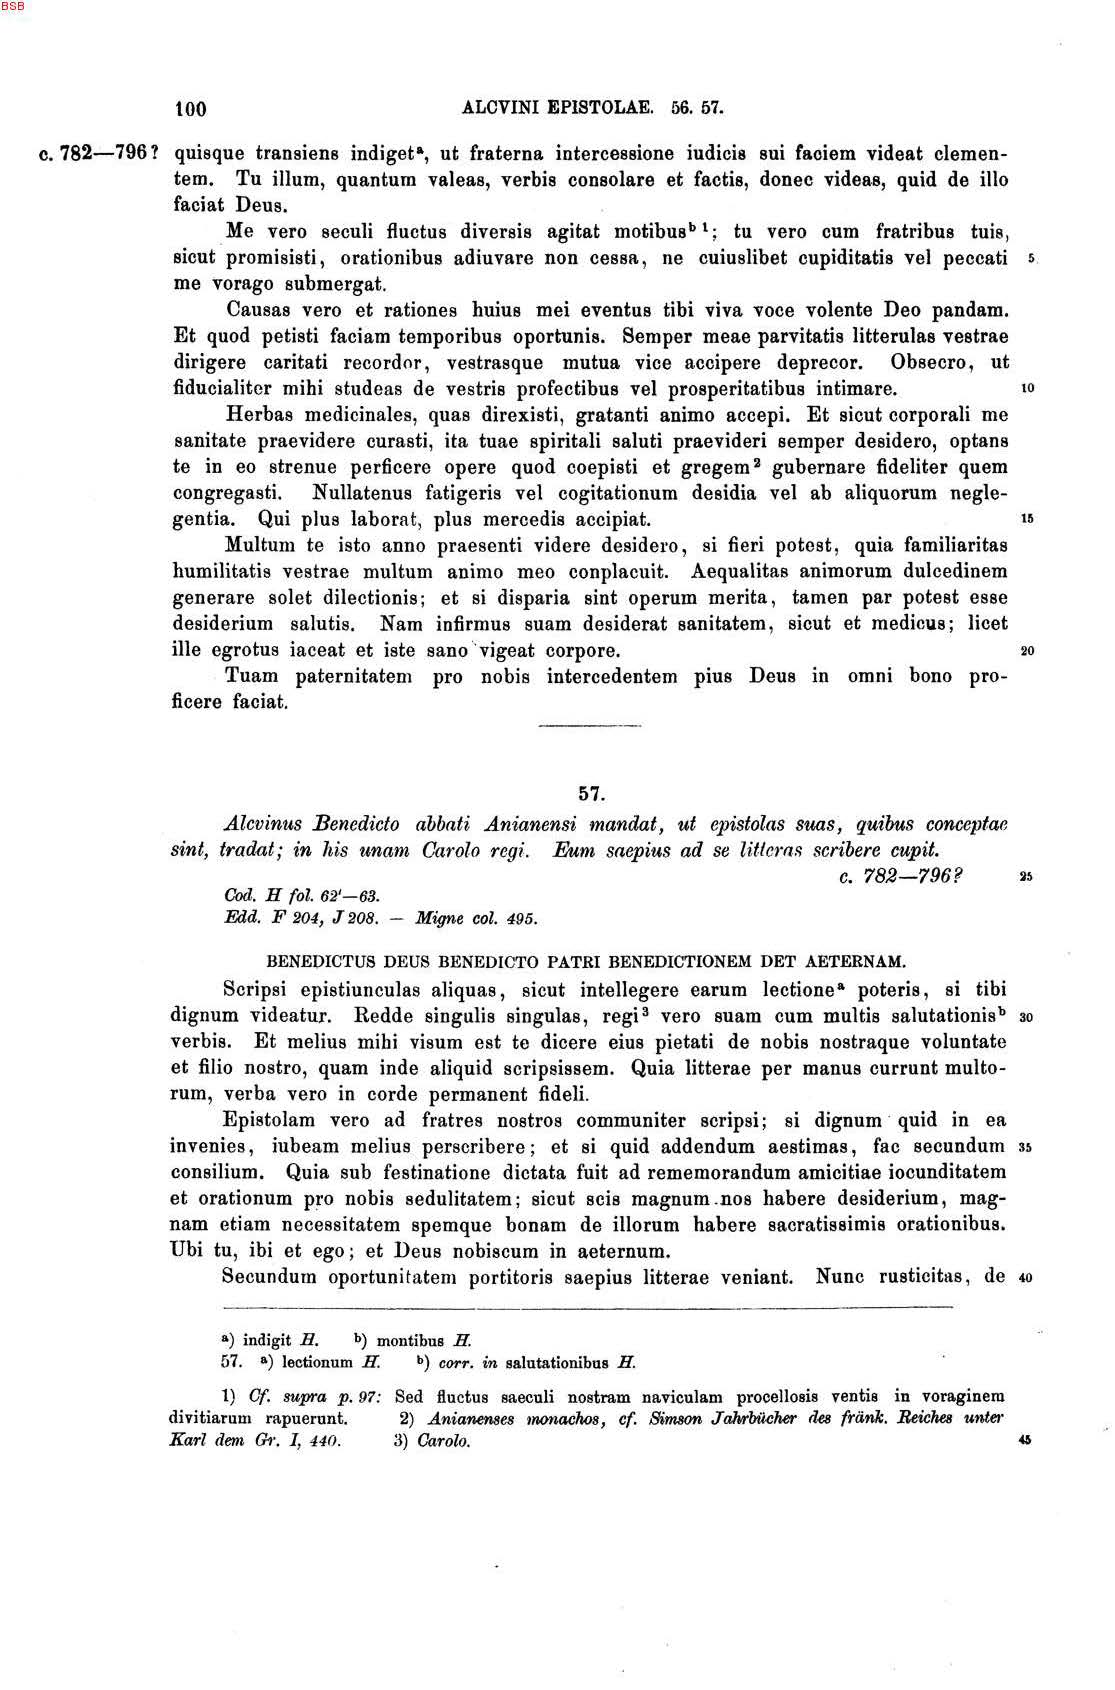 BSB
100 ALCVINI EPISTOLAE. 56. 57.
c. 782—796? quisque transiens indigetᵃ, ut fraterna intercessione iudicis sui faciem videat clemen-
tem. Tu illum, quantum valeas, verbis consolare et factis, donec videas, quid de illo
faciat Deus.
Me vero seculi fluctus diversis agitat motibusᵇ ¹; tu vero cum fratribus tuis,
sicut promisisti, orationibus adiuvare non cessa, ne cuiuslibet cupiditatis vel peccati 5
me vorago submergat.
Causas vero et rationes huius mei eventus tibi viva voce volente Deo pandam.
Et quod petisti faciam temporibus oportunis. Semper meae parvitatis litterulas vestrae
dirigere caritati recordor, vestrasque mutua vice accipere deprecor. Obsecro, ut
fiducialiter mihi studeas de vestris profectibus vel prosperitatibus intimare. 10
Herbas medicinales, quas direxisti, gratanti animo accepi. Et sicut corporali me
sanitate praevidere curasti, ita tuae spiritali saluti praevideri semper desidero, optans
te in eo strenue perficere opere quod coepisti et gregem² gubernare fideliter quem
congregasti. Nullatenus fatigeris vel cogitationum desidia vel ab aliquorum negle-
gentia. Qui plus laborat, plus mercedis accipiat. 15
Multum te isto anno praesenti videre desidero, si fieri potest, quia familiaritas
humilitatis vestrae multum animo meo conplacuit. Aequalitas animorum dulcedinem
generare solet dilectionis; et si disparia sint operum merita, tamen par potest esse
desiderium salutis. Nam infirmus suam desiderat sanitatem, sicut et medicus; licet
ille egrotus iaceat et iste sano vigeat corpore. 20
Tuam paternitatem pro nobis intercedentem pius Deus in omni bono pro-
ficere faciat.
57.
Alcvinus Benedicto abbati Anianensi mandat, ut epistolas suas, quibus conceptae
sint, tradat; in his unam Carolo regi. Eum saepius ad se litteras scribere cupit.
c. 782—796? 25
Cod. H fol. 62'—63.
Edd. F 204, J 208. — Migne col. 495.
BENEDICTUS DEUS BENEDICTO PATRI BENEDICTIONEM DET AETERNAM.
Scripsi epistiunculas aliquas, sicut intellegere earum lectioneᵃ poteris, si tibi
dignum videatur. Redde singulis singulas, regi³ vero suam cum multis salutationisᵇ 30
verbis. Et melius mihi visum est te dicere eius pietati de nobis nostraque voluntate
et filio nostro, quam inde aliquid scripsissem. Quia litterae per manus currunt multo-
rum, verba vero in corde permanent fideli.
Epistolam vero ad fratres nostros communiter scripsi; si dignum quid in ea
invenies, iubeam melius perscribere; et si quid addendum aestimas, fac secundum 35
consilium. Quia sub festinatione dictata fuit ad rememorandum amicitiae iocunditatem
et orationum pro nobis sedulitatem; sicut scis magnum nos habere desiderium, mag-
nam etiam necessitatem spemque bonam de illorum habere sacratissimis orationibus.
Ubi tu, ibi et ego; et Deus nobiscum in aeternum.
Secundum oportunitatem portitoris saepius litterae veniant. Nunc rusticitas, de 40
ᵃ) indigit H. ᵇ) montibus H.
57. ᵃ) lectionum H. ᵇ) corr. in salutationibus H.
1) Cf. supra p. 97: Sed fluctus saeculi nostram naviculam procellosis ventis in voraginem
divitiarum rapuerunt. 2) Anianenses monachos, cf. Simson Jahrbücher des fränk. Reiches unter
Karl dem Gr. I, 440. 3) Carolo. 45